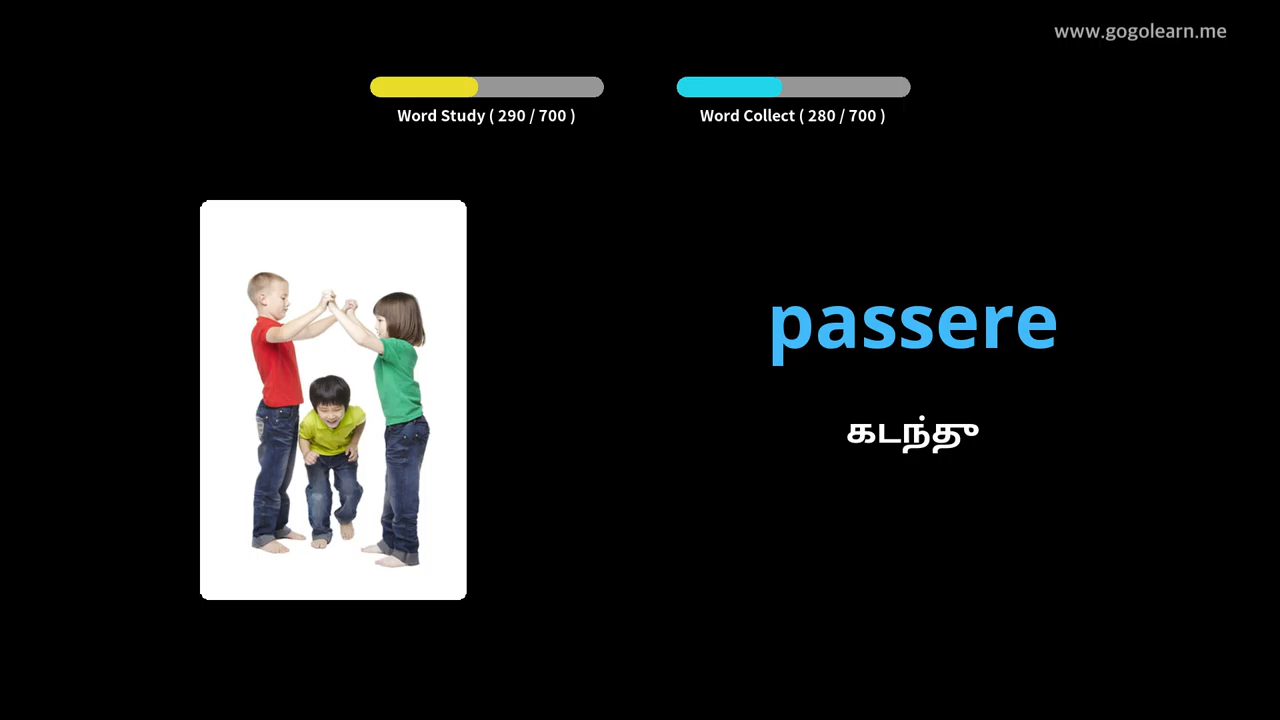 www.gogolearn.me
Word Study ( 290 / 700 )
Word Collect ( 280 / 700 )
passere
கடந்து